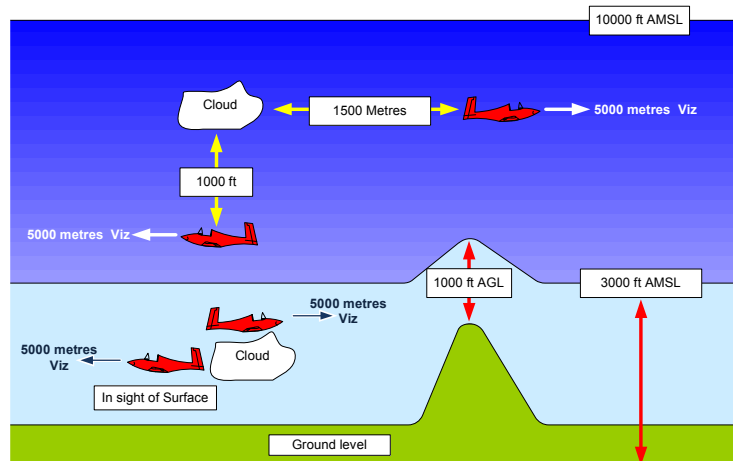 10000 ft AMSL
Cloud
1500 Metres
5000 metres Viz
1000 ft
5000 metres Viz
1000 ft AGL
3000 ft AMSL
5000 metres
Viz
5000 metres
Viz
Cloud
In sight of Surface
Ground level